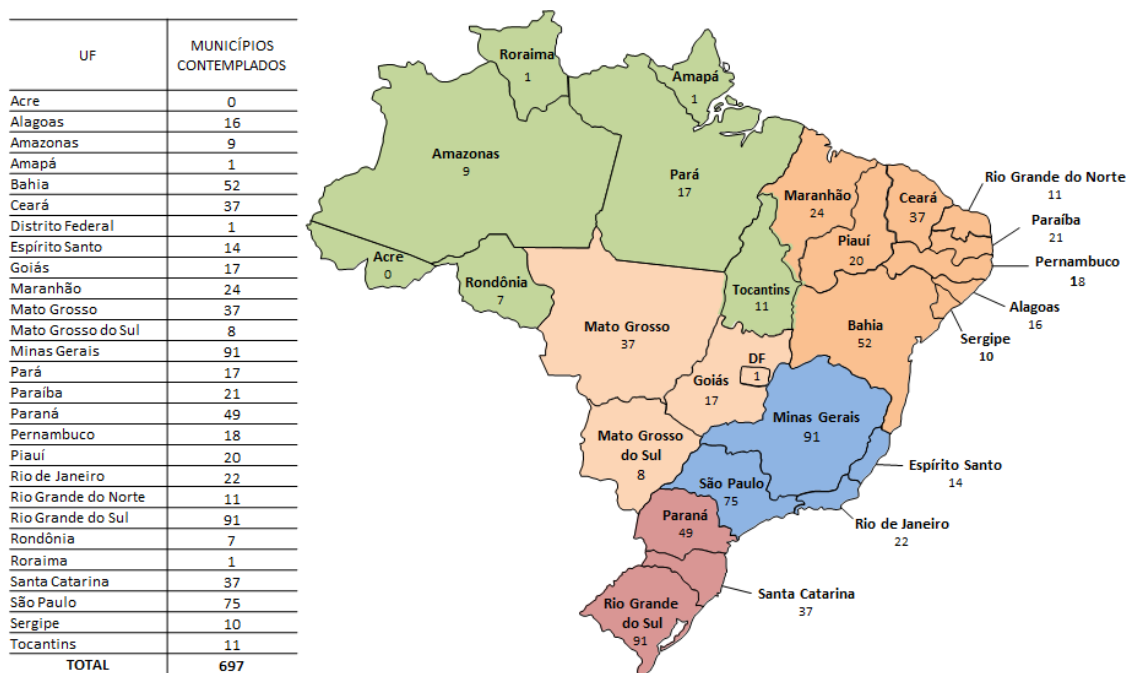 UF MUNICÍPIOS CONTEMPLADOS
Acre 0
Alagoas 16
Amazonas 9
Amapá 1
Bahia 52
Ceará 37
Distrito Federal 1
Espírito Santo 14
Goiás 17
Maranhão 24
Mato Grosso 37
Mato Grosso do Sul 8
Minas Gerais 91
Pará 17
Paraíba 21
Paraná 49
Pernambuco 18
Piauí 20
Rio de Janeiro 22
Rio Grande do Norte 11
Rio Grande do Sul 91
Rondônia 7
Roraima 1
Santa Catarina 37
São Paulo 75
Sergipe 10
Tocantins 11
TOTAL 697
Roraima
1
Amapá
1
Amazonas
9
Pará
17
Maranhão
24
Ceará
37
Rio Grande do Norte
11
Paraíba
21
Piauí
20
Pernambuco
18
Acre
0
Rondônia
7
Tocantins
11
Alagoas
16
Mato Grosso
37
Bahia
52
Sergipe
10
DF
1
Goiás
17
Minas Gerais
91
Mato Grosso
do Sul
8
Espírito Santo
14
São Paulo
75
Rio de Janeiro
22
Paraná
49
Santa Catarina
37
Rio Grande
do Sul
91